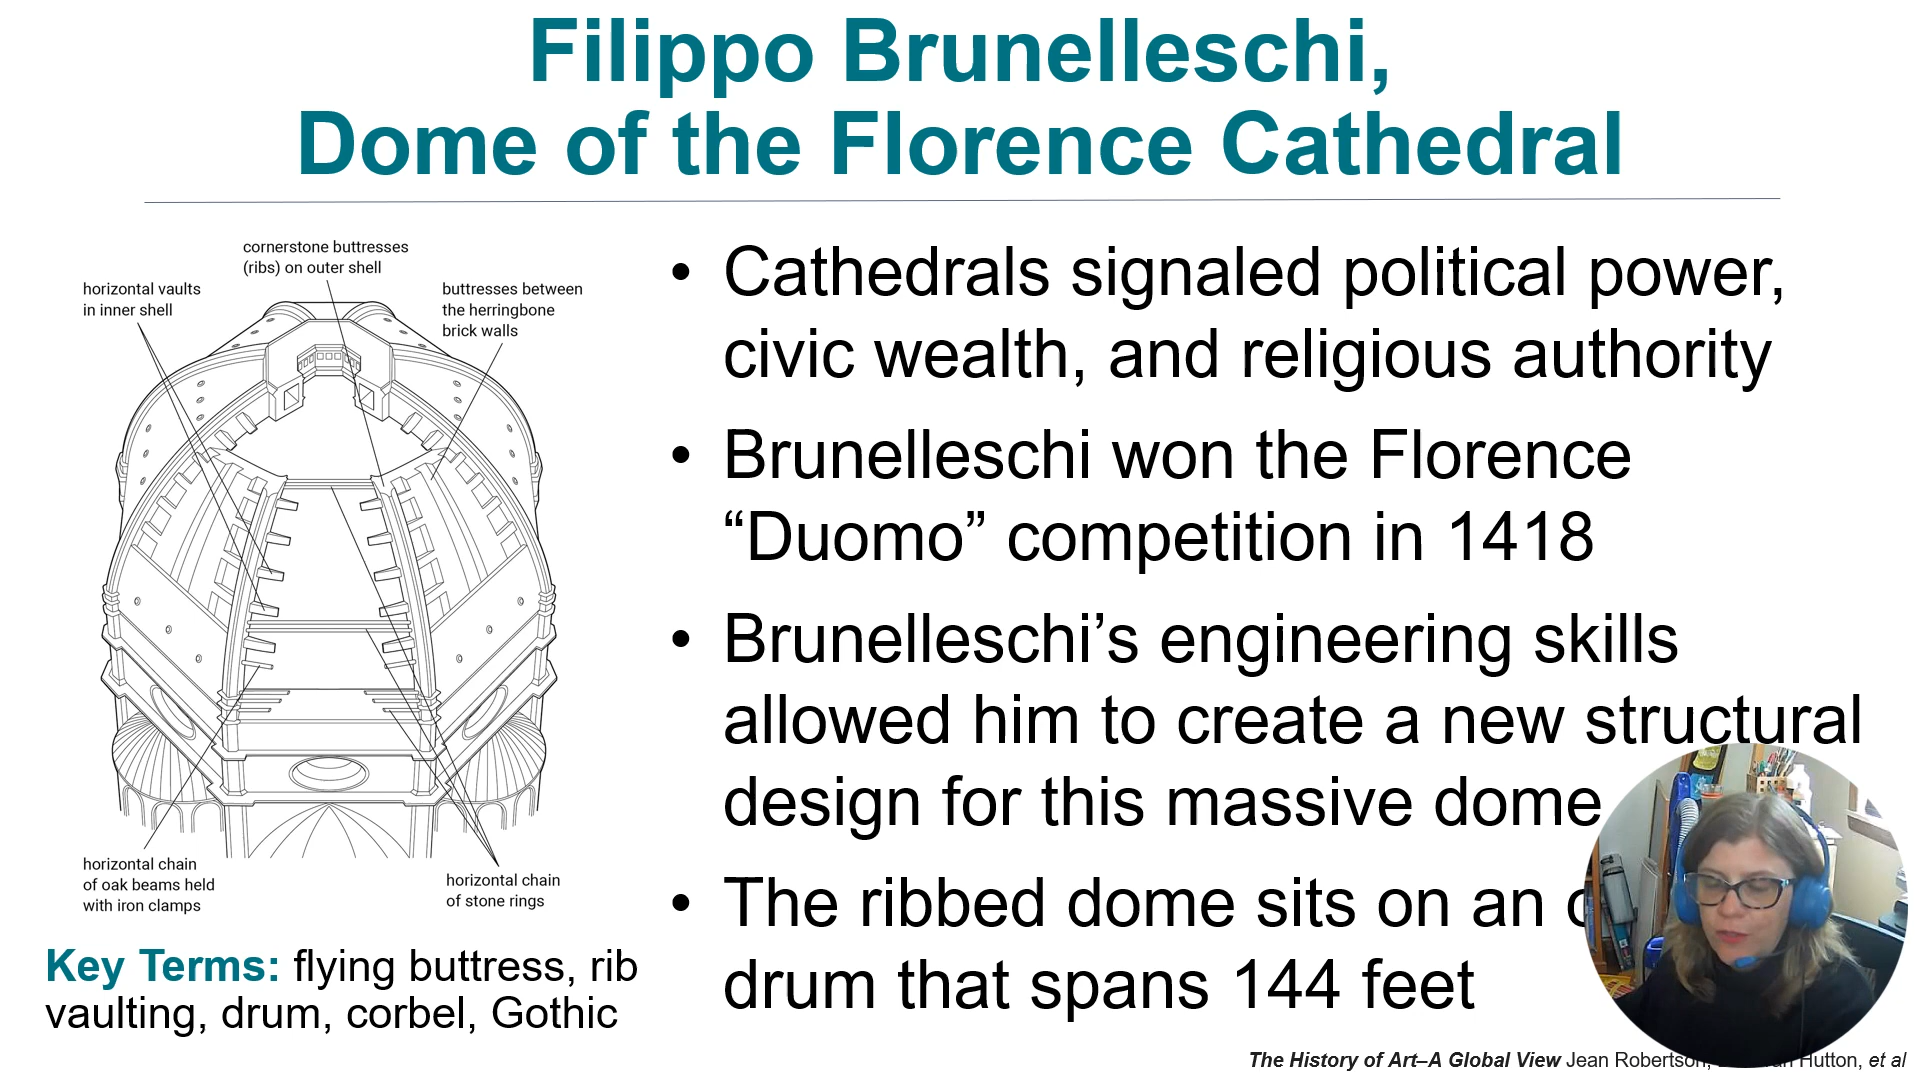 Filippo Brunelleschi,
Dome of the Florence Cathedral
cornerstone buttresses
(ribs) on outer shell
horizontal vaults
in inner shell
buttresses between
the herringbone
brick walls
horizontal chain
of oak beams held
with iron clamps
horizontal chain
of stone rings
Key Terms: flying buttress, rib
vaulting, drum, corbel, Gothic
• Cathedrals signaled political power,
civic wealth, and religious authority
• Brunelleschi won the Florence
“Duomo” competition in 1418
• Brunelleschi’s engineering skills
allowed him to create a new structural
design for this massive dome
• The ribbed dome sits on an
drum that spans 144 feet
The History of Art–A Global View Jean Robertson, Hutton, et al